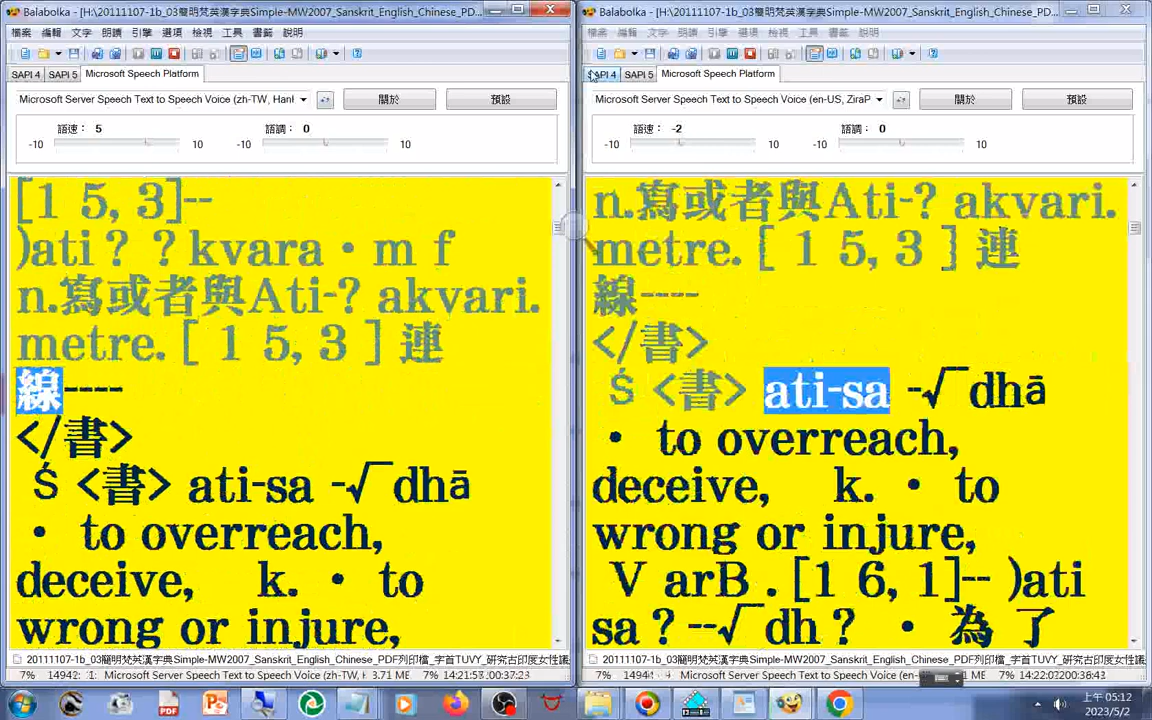 Balabolka - [H:\20111107-1b_03簡明梵英漢字典Simple-MW2007_Sanskrit_English_Chinese_PD...
檔案 編輯 文字 朗讀 引擎 選項 檢視 工具 書籤 說明
SAPI 4 SAPI 5 Microsoft Speech Platform
Microsoft Server Speech Text to Speech Voice (zh-TW, Hanl
關於 預設
語速： 5 語調： 0
-10 10 -10 10
[1 5, 3]--
)ati ? ? kvara • m f
n.寫或者與Ati-? akvari.
metre. [ 1 5, 3 ] 連
線----
</書>
Ś <書> ati-sa -√ dhā
• to overreach,
deceive, k. • to
wrong or injure,
20111107-1b_03簡明梵英漢字典Simple-MW2007_Sanskrit_English_Chinese_PDF列印檔_字首TUVY_研究古印度女性議
7% Microsoft Server Speech Text to Speech Voice (zh-TW, 3.71 MB 7%
Balabolka - [H:\20111107-1b_03簡明梵英漢字典Simple-MW2007_Sanskrit_English_Chinese_PD...
檔案 編輯 文字 朗讀 引擎 選項 檢視 工具 書籤 說明
SAPI 4 SAPI 5 Microsoft Speech Platform
Microsoft Server Speech Text to Speech Voice (en-US, ZiraP
關於 預設
語速： -2 語調： 0
-10 10 -10 10
n.寫或者與Ati-? akvari.
metre. [ 1 5, 3 ] 連
線----
</書>
Ś <書> ati-sa -√ dhā
• to overreach,
deceive, k. • to
wrong or injure,
V arB . [1 6, 1]-- )ati
sa ? --√ dh ? • 為 了
20111107-1b_03簡明梵英漢字典Simple-MW2007_Sanskrit_English_Chinese_PDF列印檔_字首TUVY_研究古印度女性議
7% Microsoft Server Speech Text to Speech Voice (en-US 7%
上午 05:12
2023/5/2